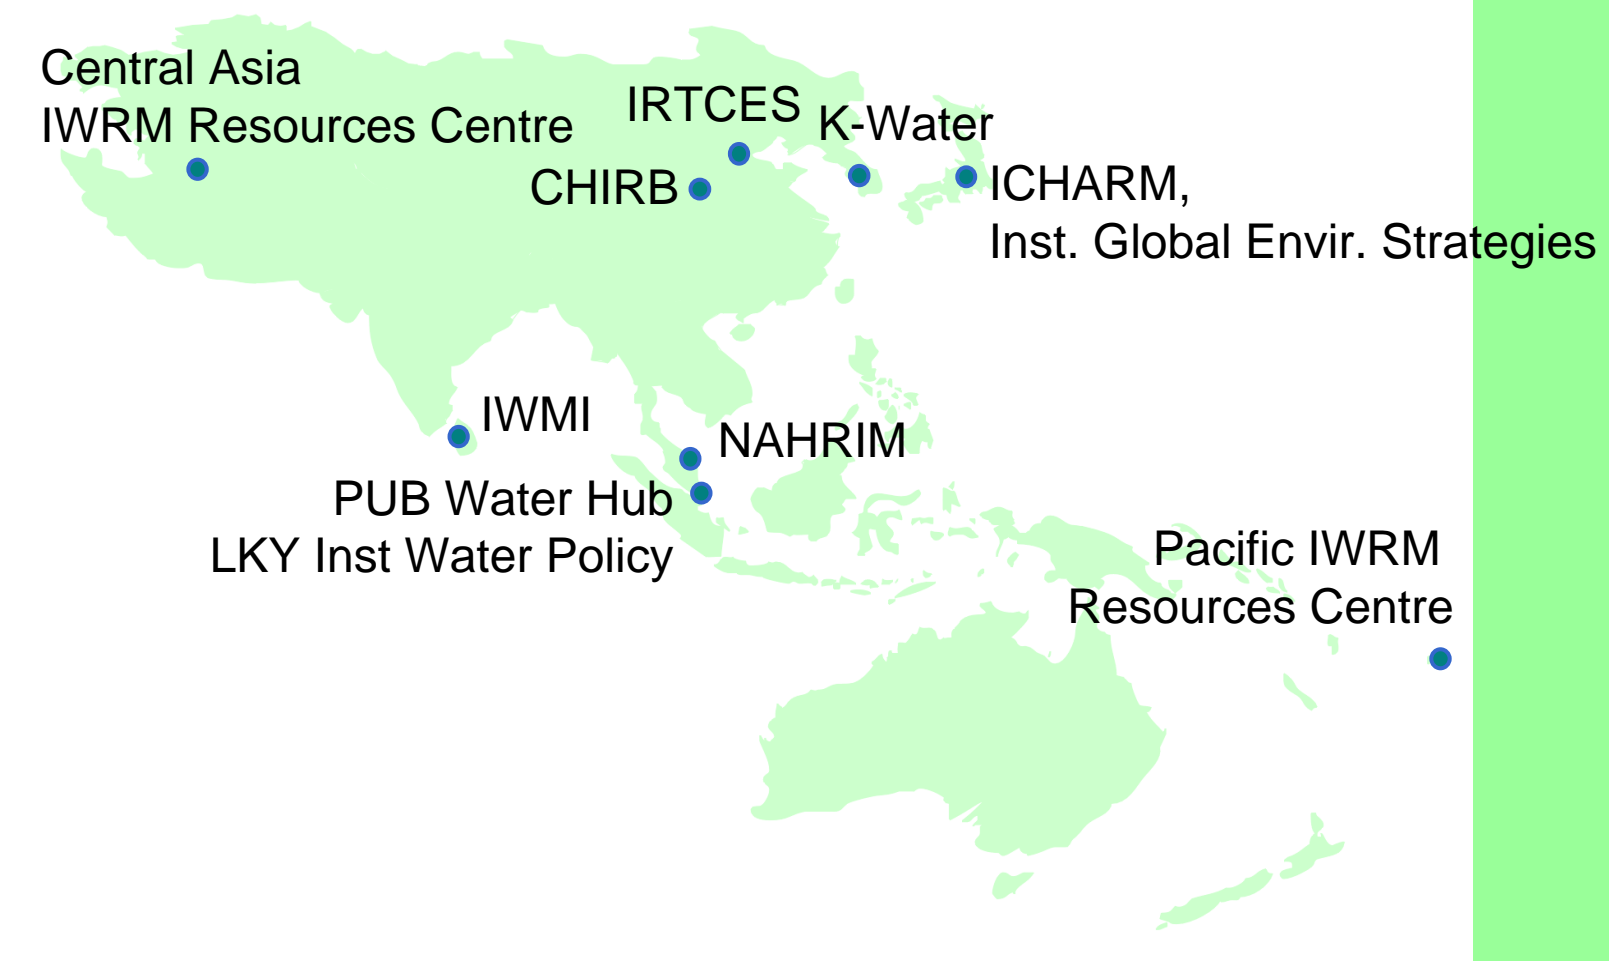 Central Asia
IWRM Resources Centre
IRTCES
K-Water
CHIRB
ICHARM,
Inst. Global Envir. Strategies
IWMI
NAHRIM
PUB Water Hub
LKY Inst Water Policy
Pacific IWRM
Resources Centre